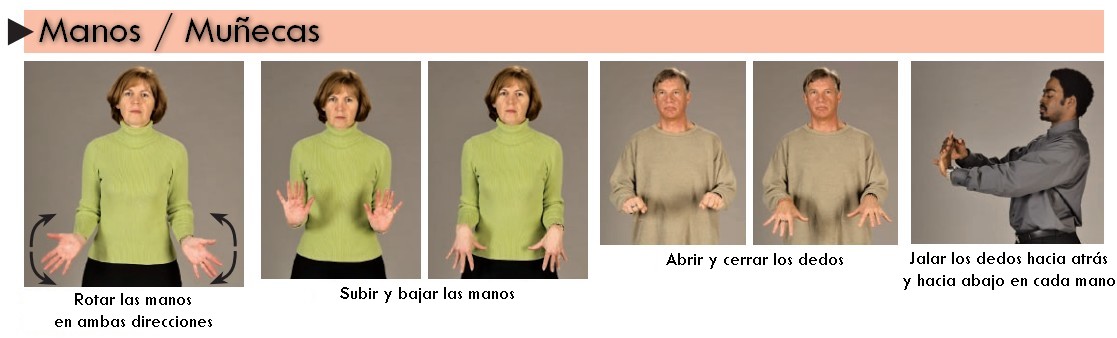 Manos / Muñecas
Rotar las manos
en ambas direcciones
Subir y bajar las manos
Abrir y cerrar los dedos
Jalar los dedos hacia atrás
y hacia abajo en cada mano